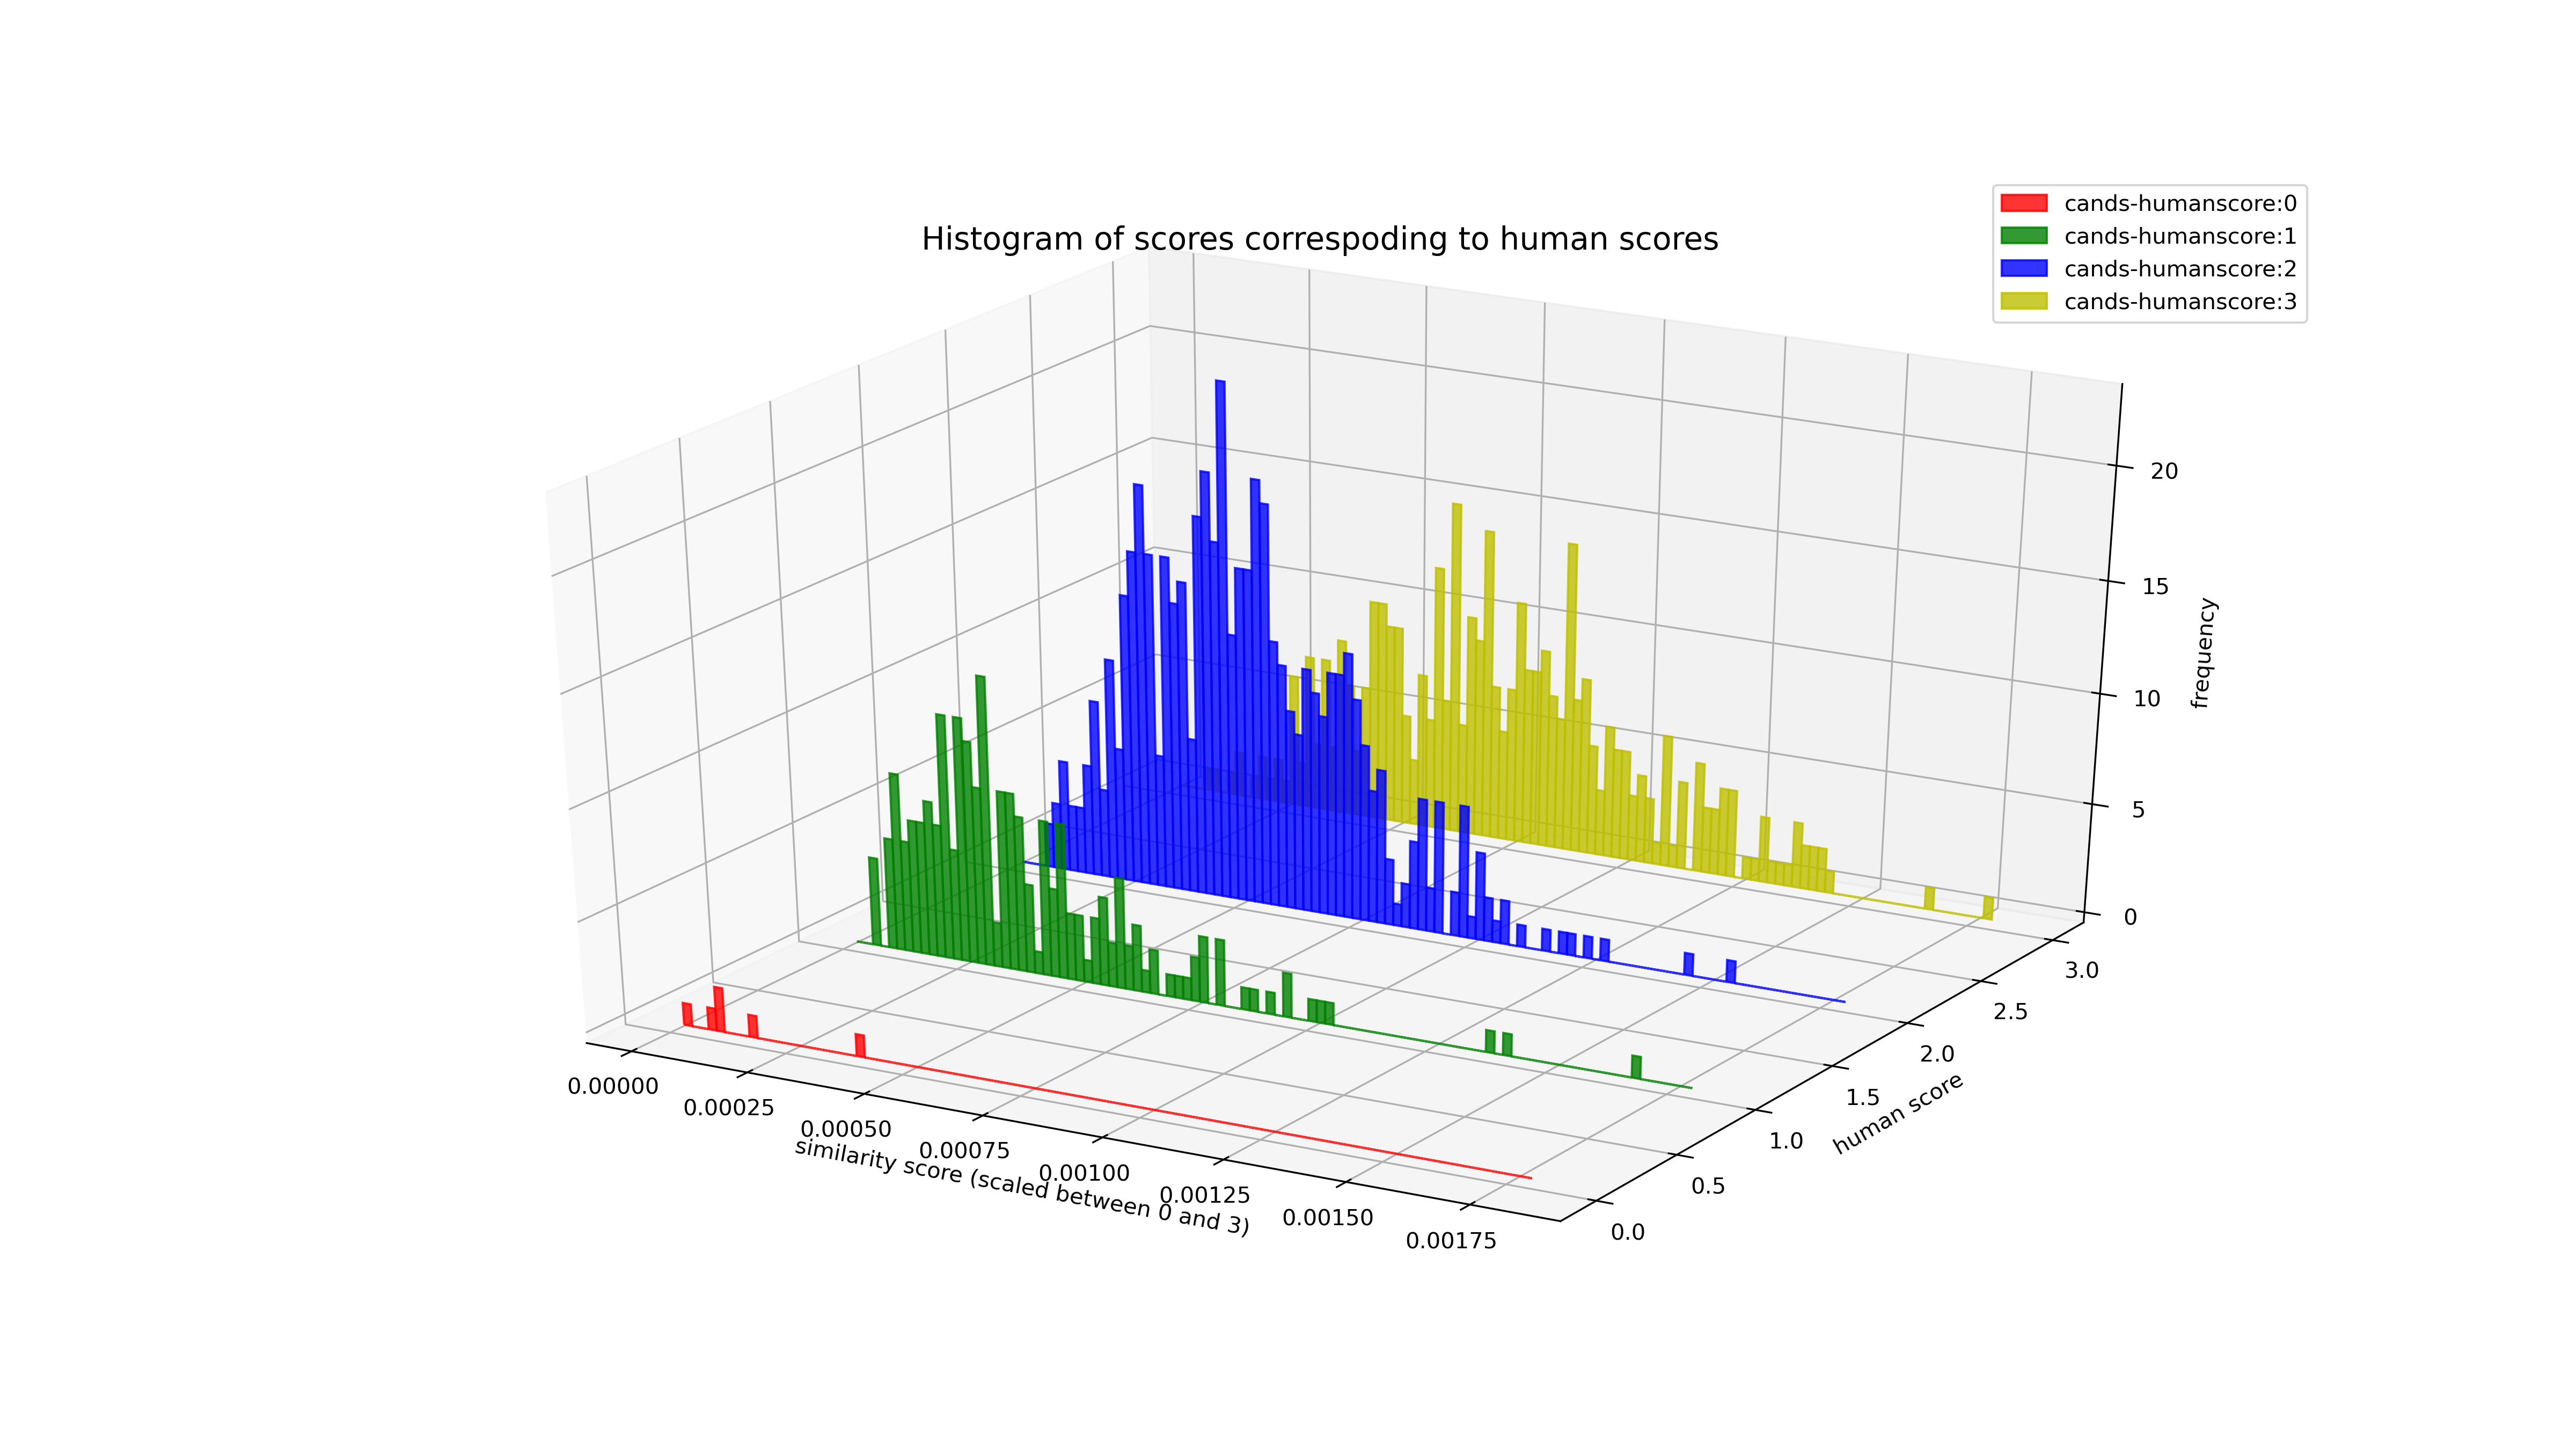 Histogram of scores correspoding to human scores
cands-humanscore:0
cands-humanscore:1
cands-humanscore:2
cands-humanscore:3
20
15
10
5
0
frequency
3.0
2.5
2.0
1.5
1.0
0.5
0.0
human score
0.00000
0.00025
0.00050
0.00075
0.00100
0.00125
0.00150
0.00175
similarity score (scaled between 0 and 3)